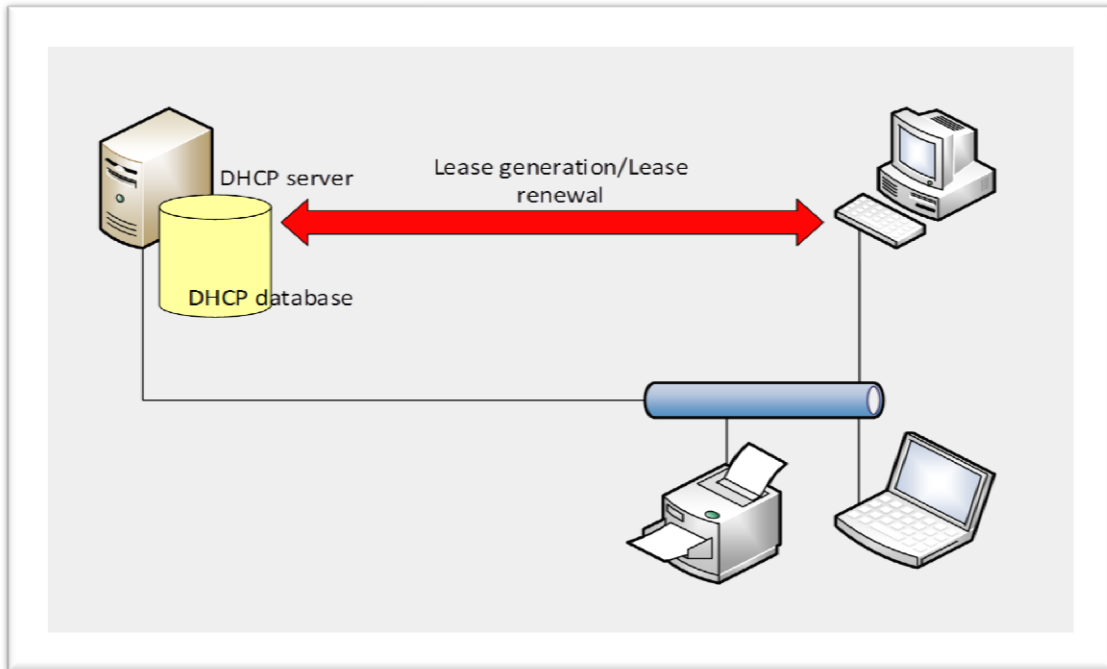 DHCP server
Lease generation/Lease
renewal
DHCP database